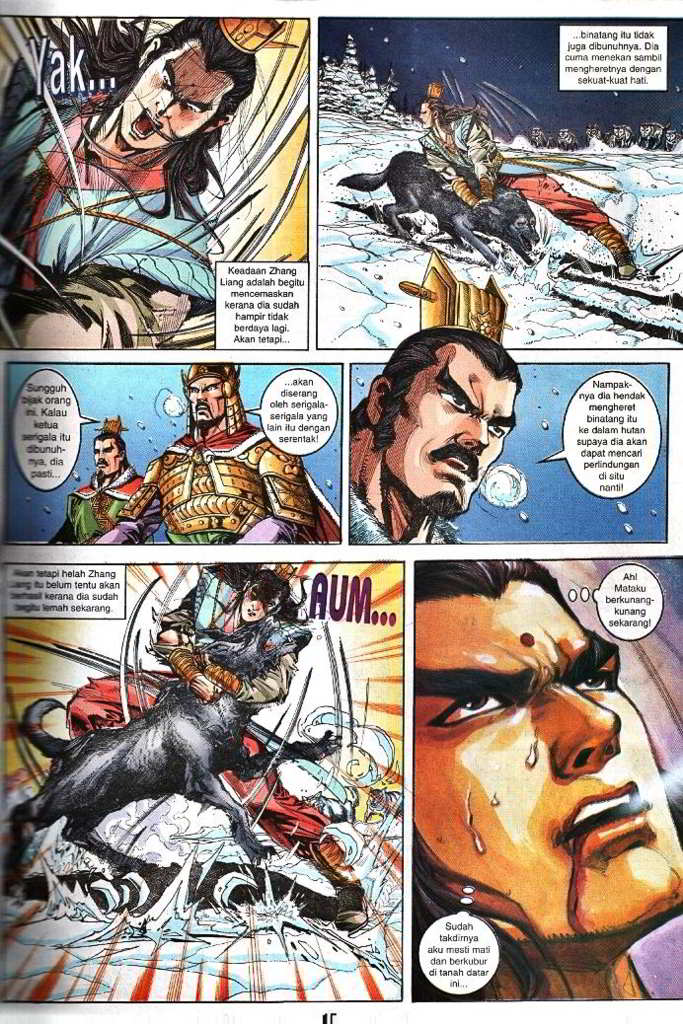 Yak...
Keadaan Zhang
Liang adalah begitu
mencemaskan
kerana dia sudah
hampir tidak
berdaya lagi.
Akan tetapi...
...binatang itu tidak
juga dibunuhnya. Dia
cuma menekan sambil
mengheretnya dengan
sekuat-kuat hati.
Sungguh
bijak orang
ini. Kalau
ketua
serigala itu
dibunuh-
nya, dia
pasti...
...akan
diserang
oleh serigala-
serigala yang
lain itu dengan
serentak!
Nampak-
nya dia hendak
mengheret
binatang itu
ke dalam hutan
supaya dia akan
dapat mencari
perlindungan
di situ
nanti!
Akan tetapi helah Zhang
Liang itu belum tentu akan
berhasil kerana dia sudah
begitu lemah sekarang.
AUM...
Ah!
Mataku
berkunang-
kunang
sekarang!
Sudah
takdirnya
aku mesti mati
dan berkubur
di tanah datar
ini...